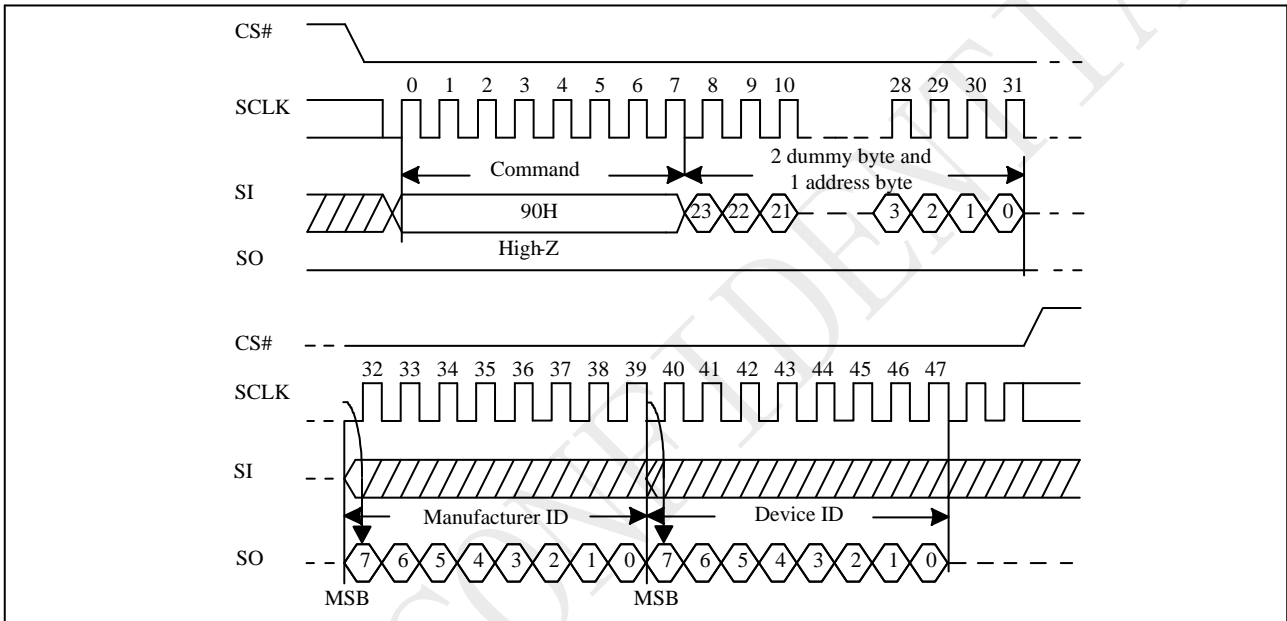 CS#
0 1 2 3 4 5 6 7 8 9 10 28 29 30 31
SCLK
Command
2 dummy byte and
1 address byte
SI
90H
23 22 21 3 2 1 0
High-Z
SO
CS#
32 33 34 35 36 37 38 39 40 41 42 43 44 45 46 47
SCLK
SI
Manufacturer ID
Device ID
SO
7 6 5 4 3 2 1 0 7 6 5 4 3 2 1 0
MSB MSB
CONFIDENTIA